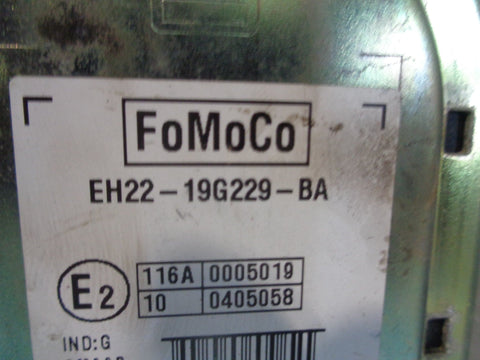 FoMoCo
EH22-19G229-BA
E2
116A 0005019
10 0405058
IND:G